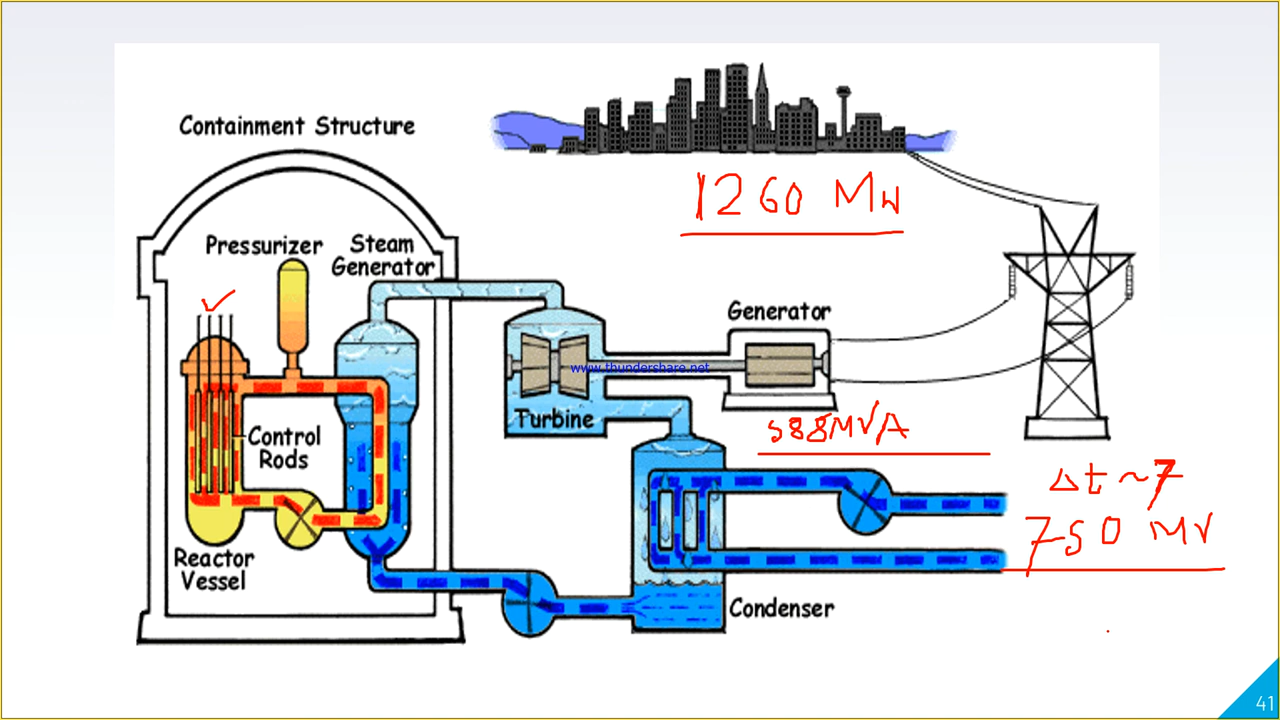 Containment Structure
1260 MW
Pressurizer
Steam
Generator
Generator
www.thundershare.net
Turbine
588MVA
Control
Rods
Δt ~ 7
750 MV
Reactor
Vessel
Condenser
41